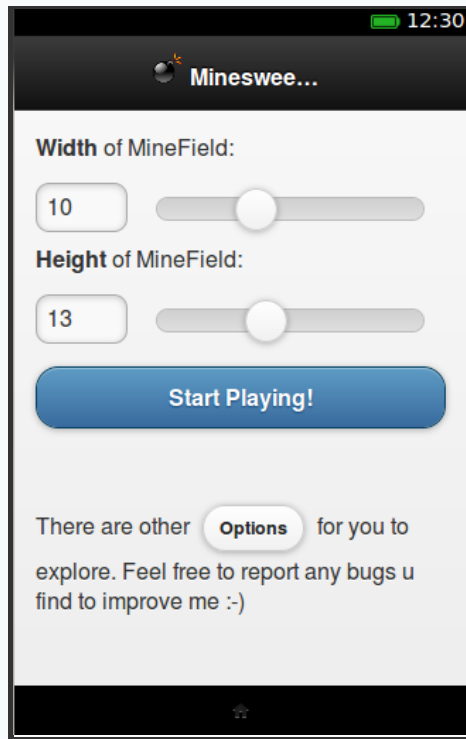 12:30
Mineswee...
Width of MineField:
10
Height of MineField:
13
Start Playing!
There are other Options for you to
explore. Feel free to report any bugs u
find to improve me :-)